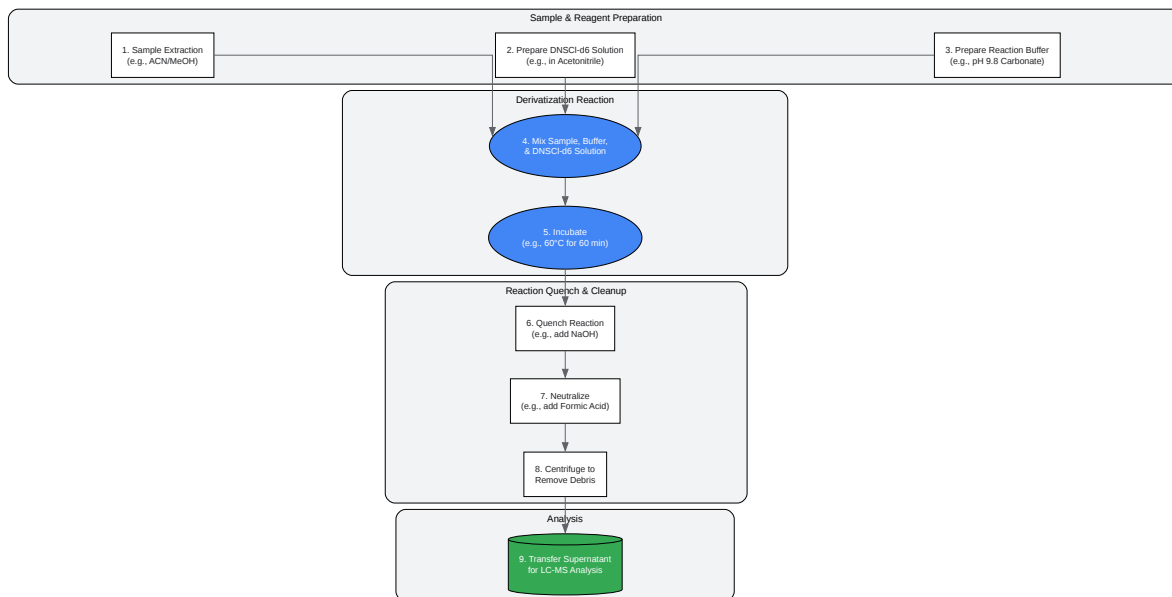 Sample & Reagent Preparation
1. Sample Extraction
(e.g., ACN/MeOH)
2. Prepare DNSCl-d6 Solution
(e.g., in Acetonitrile)
3. Prepare Reaction Buffer
(e.g., pH 9.8 Carbonate)
Derivatization Reaction
4. Mix Sample, Buffer,
& DNSCl-d6 Solution
5. Incubate
(e.g., 60°C for 60 min)
Reaction Quench & Cleanup
6. Quench Reaction
(e.g., add NaOH)
7. Neutralize
(e.g., add Formic Acid)
8. Centrifuge to
Remove Debris
Analysis
9. Transfer Supernatant
for LC-MS Analysis